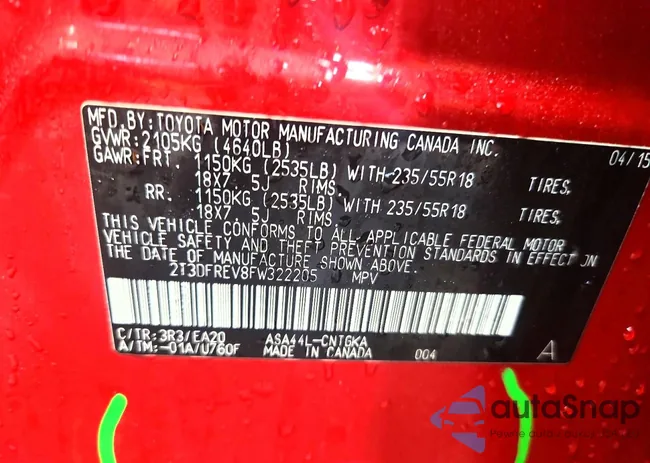 MFD. BY: TOYOTA MOTOR MANUFACTURING CANADA INC.
GVWR: 2105KG (4640LB) 04/15
GAWR: FRT. 1150KG (2535LB) WITH 235/55R18 TIRES,
18X7.5J RIMS,
RR. 1150KG (2535LB) WITH 235/55R18 TIRES,
18X7.5J RIMS.
THIS VEHICLE CONFORMS TO ALL APPLICABLE FEDERAL MOTOR
VEHICLE SAFETY AND THEFT PREVENTION STANDARDS IN EFFECT ON
THE DATE OF MANUFACTURE SHOWN ABOVE.
2T3DFREV8FW322205 MPV
C/TR: 3R3/EA20 ASA44L-CNTGKA
A/TM: -01A/U760F MADE IN CANADA 004 A
autaSnap
Pewne auta